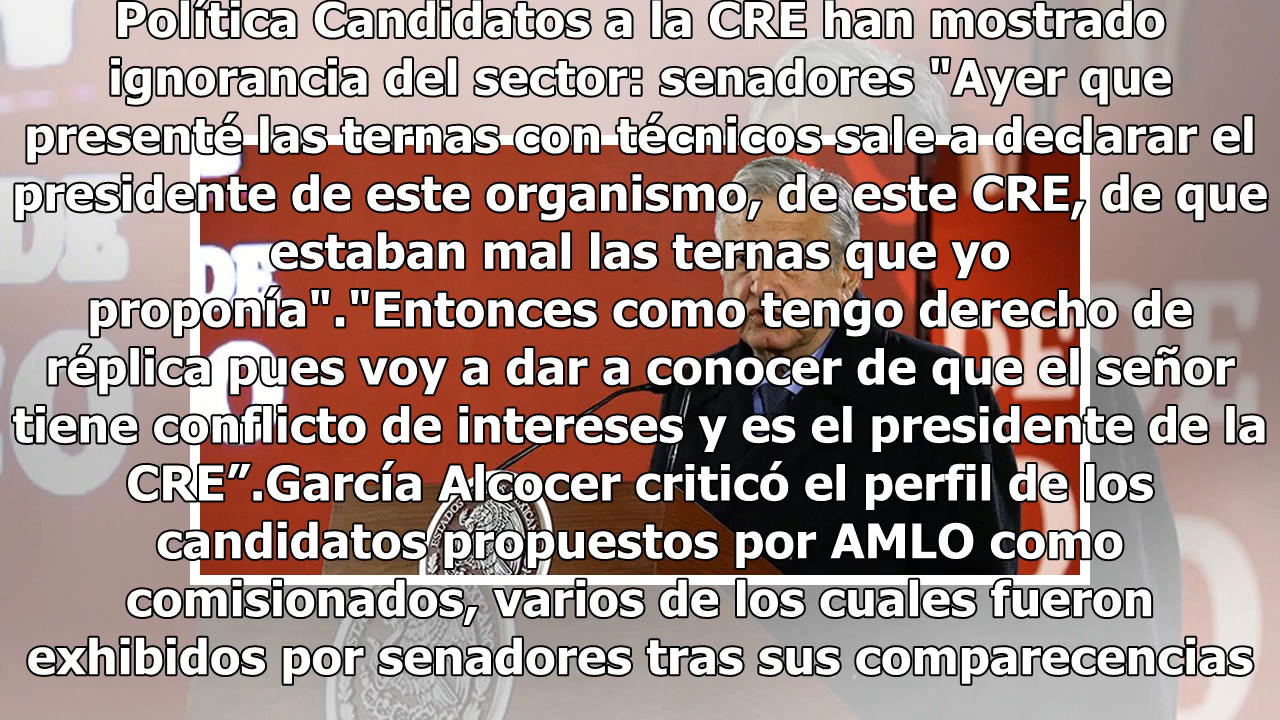 Política Candidatos a la CRE han mostrado
ignorancia del sector: senadores "Ayer que
presenté las ternas con técnicos sale a declarar el
presidente de este organismo, de este CRE, de que
estaban mal las ternas que yo
proponía"."Entonces como tengo derecho de
réplica pues voy a dar a conocer de que el señor
tiene conflicto de intereses y es el presidente de la
CRE”.García Alcocer criticó el perfil de los
candidatos propuestos por AMLO como
comisionados, varios de los cuales fueron
exhibidos por senadores tras sus comparecencias
DE
DE